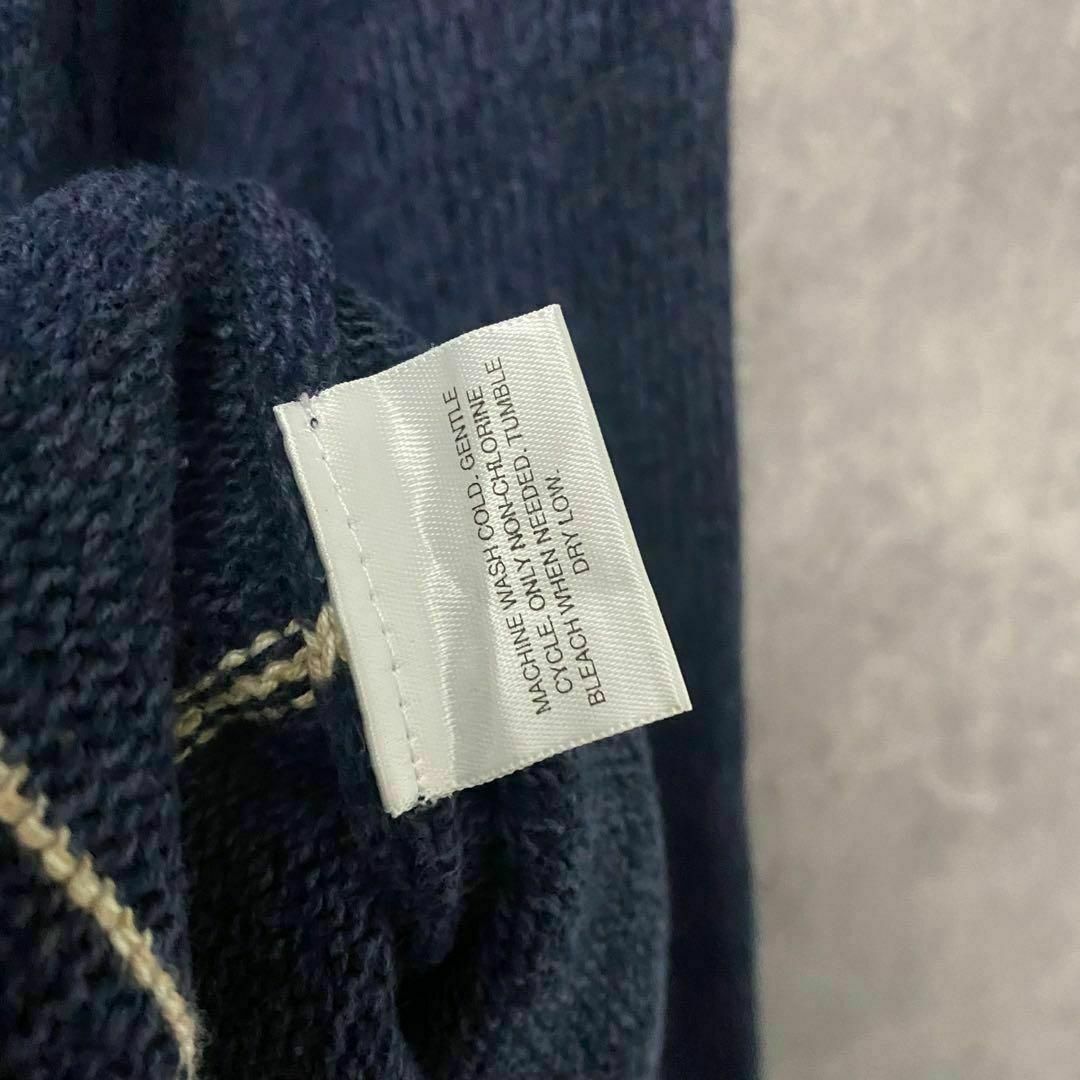 MACHINE WASH COLD. GENTLE
CYCLE. ONLY NON-CHLORINE
BLEACH WHEN NEEDED. TUMBLE
DRY LOW.